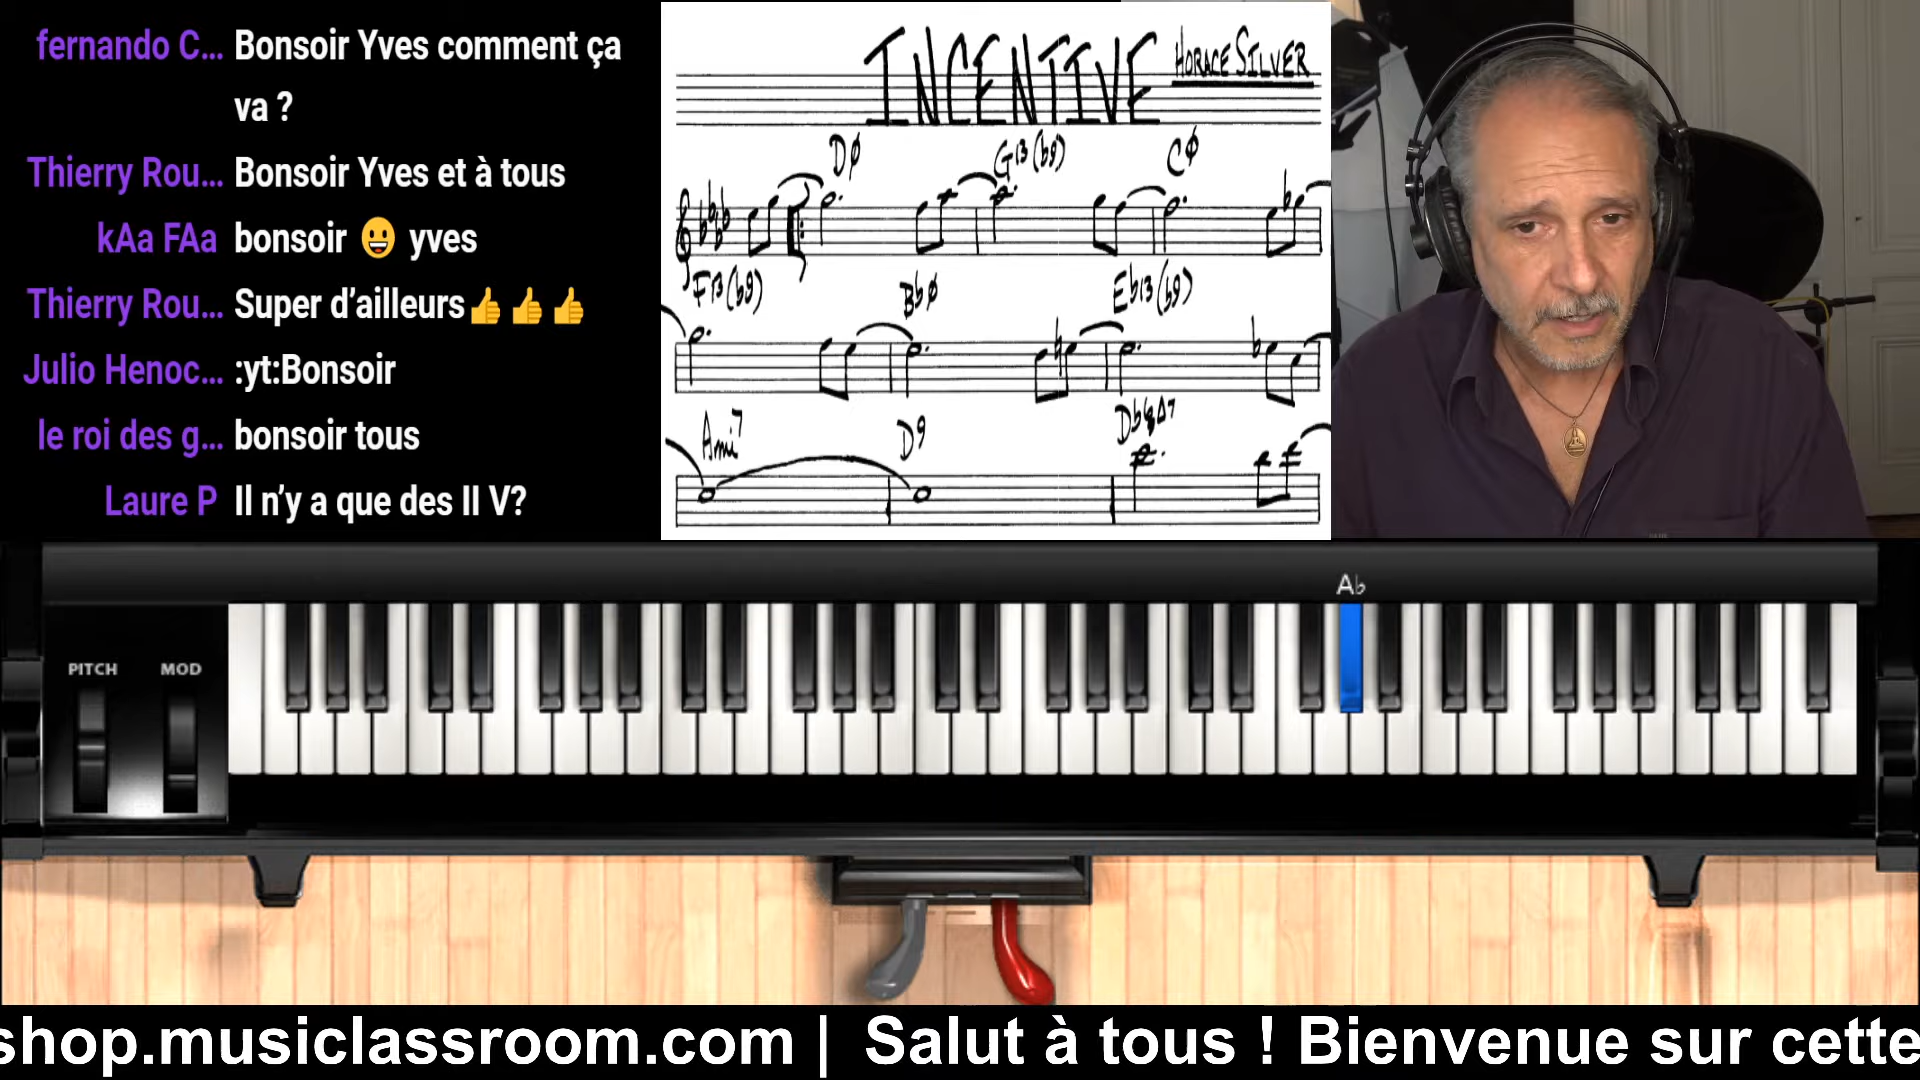 fernando C... Bonsoir Yves comment ça
va ?
Thierry Rou... Bonsoir Yves et à tous
kAa FAa bonsoir 😀 yves
Thierry Rou... Super d’ailleurs👍👍👍
Julio Henoc... :yt:Bonsoir
le roi des g... bonsoir tous
Laure P Il n’y a que des II V?
INCENTIVE HORACE SILVER
DØ G13(b9) CØ
F13(b9) BbØ Eb13(b9)
Ami7 D9
A♭
PITCH MOD
shop.musiclassroom.com | Salut à tous ! Bienvenue sur cette